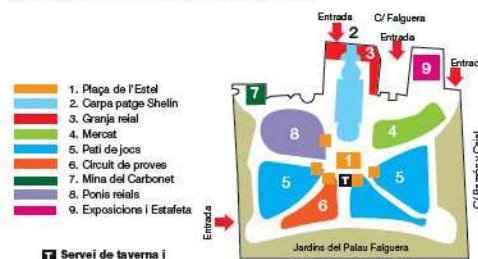 Entrada
C/ Falguera
2
Entrada
3
9
Entrad
7
8
4
1
5
T
5
6
Entrada
Jardins del Palau Falguera
1. Plaça de l'Estel
2. Carpa patge Shelin
3. Granja reial
4. Mercat
5. Pati de jocs
6. Circuit de proves
7. Mina del Carbonet
8. Ponis reials
9. Exposicions i Estafeta
T Servei de taverna i